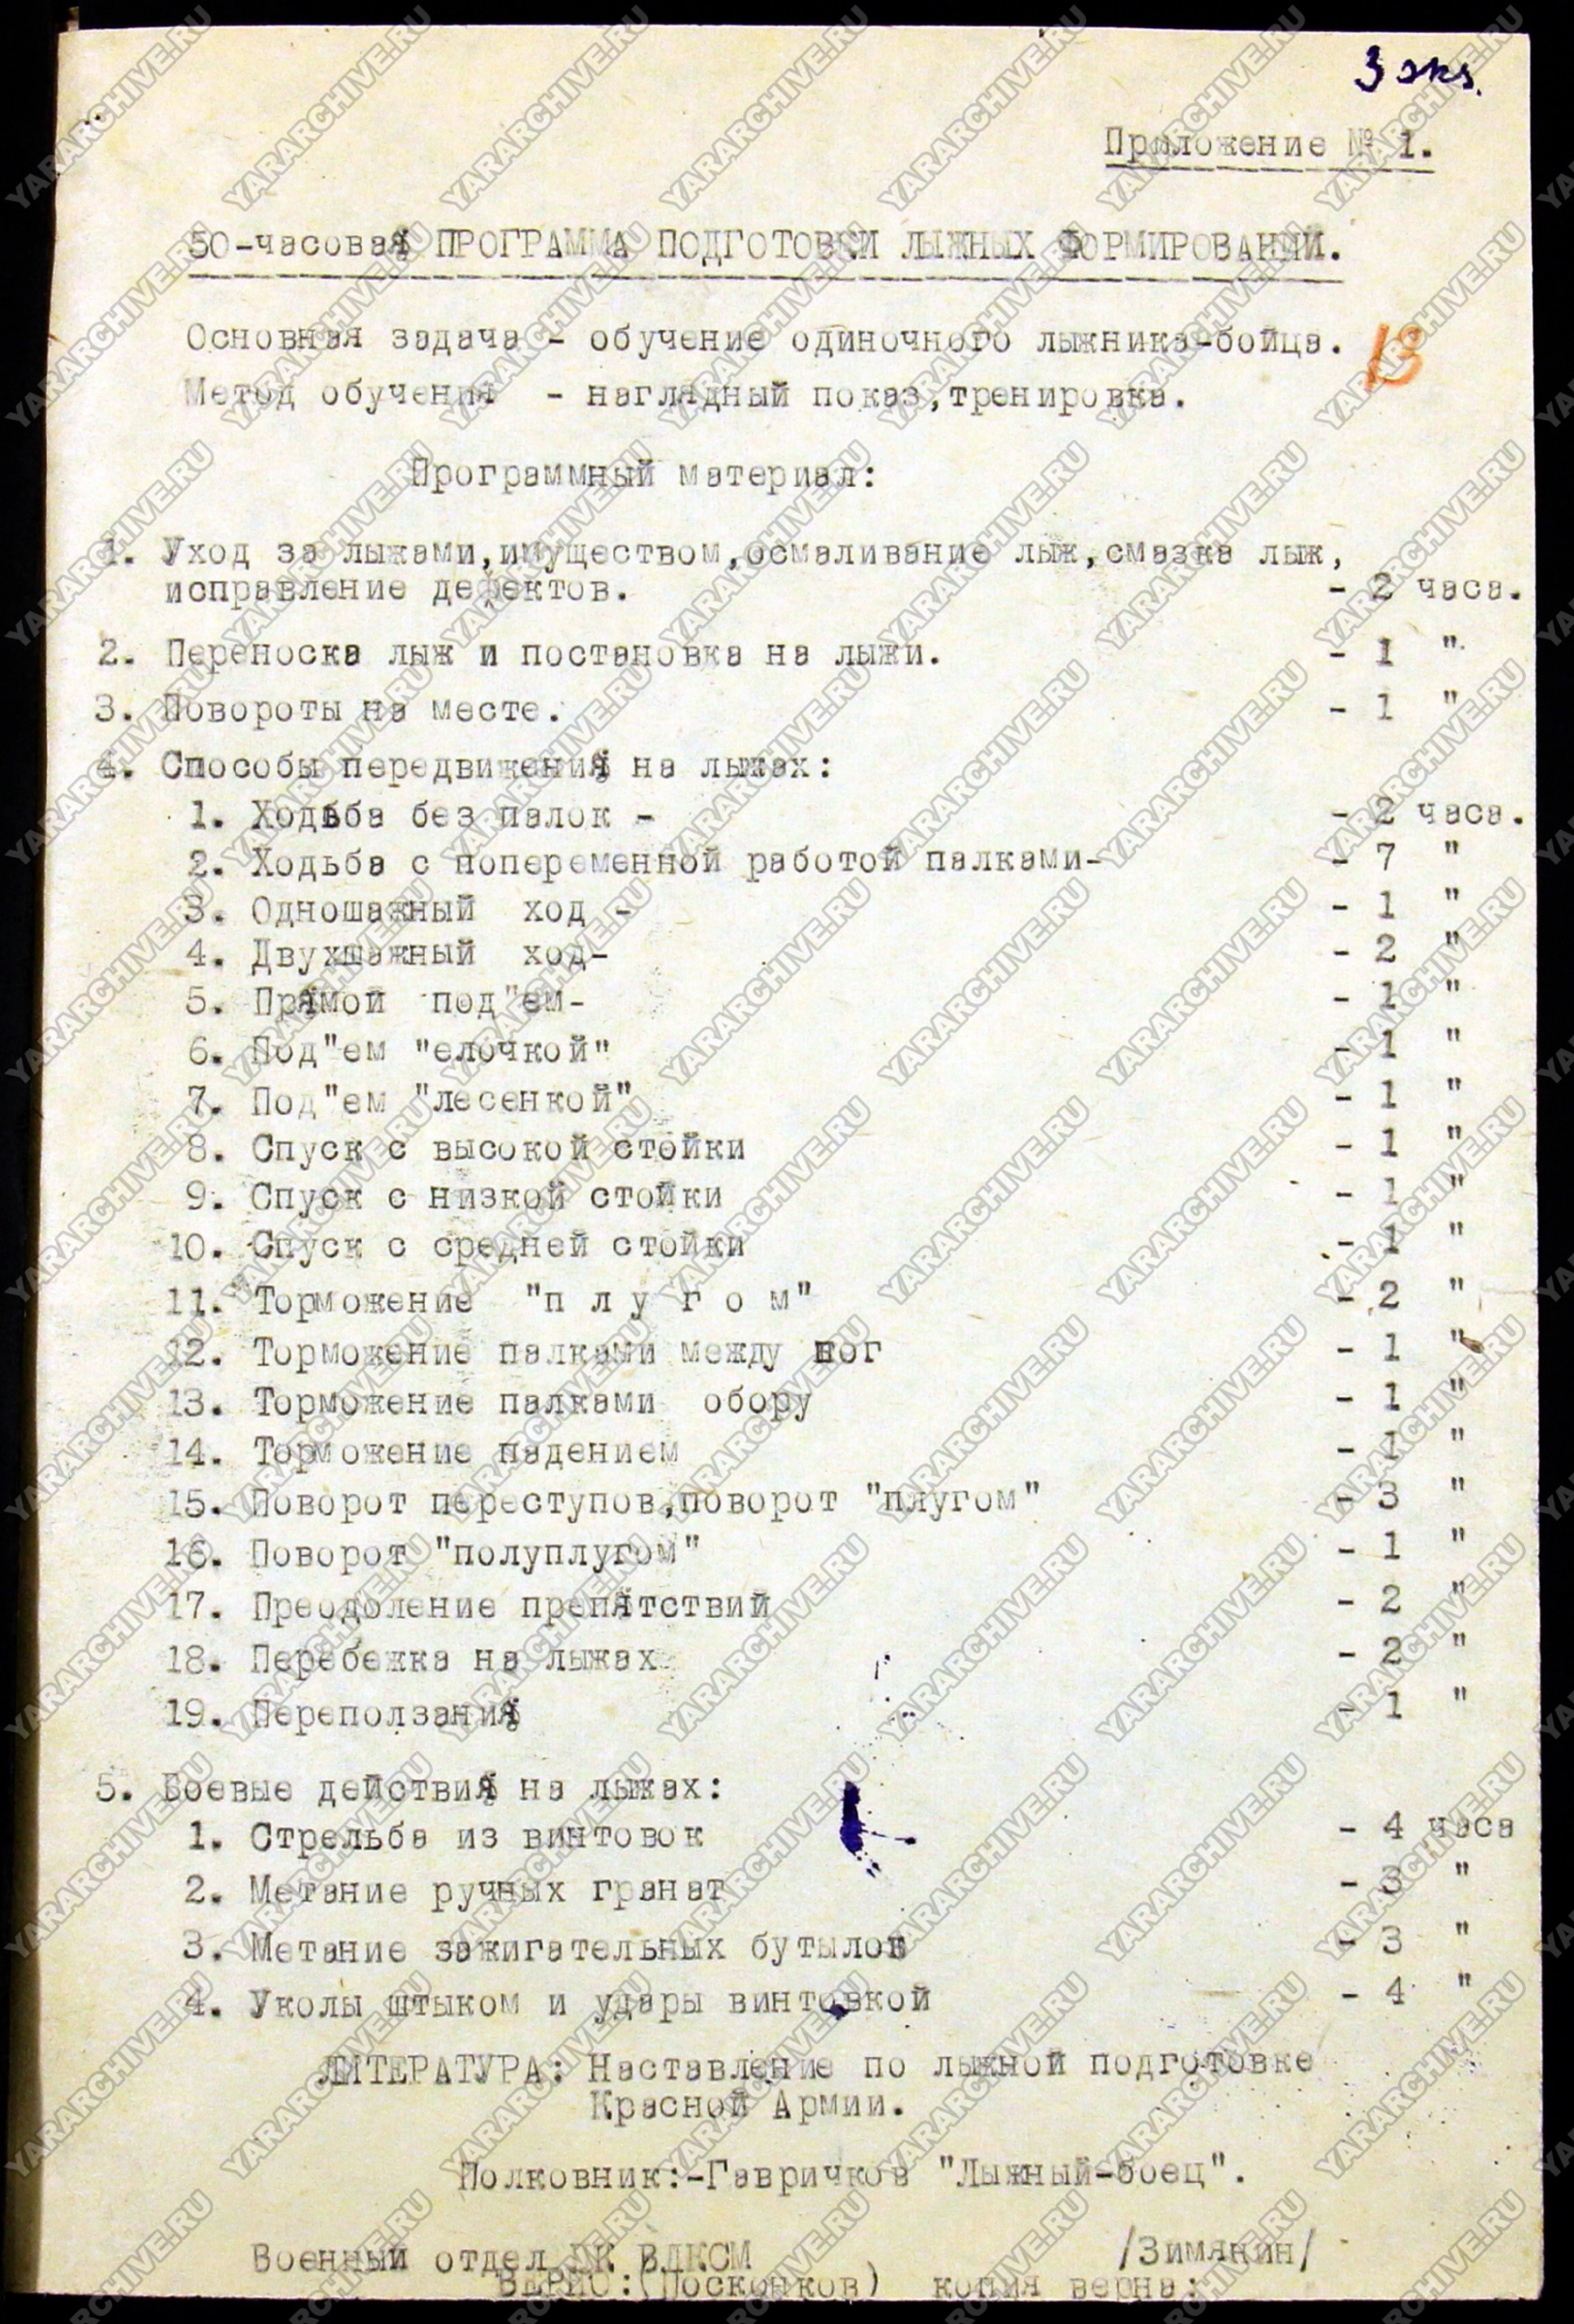 3 экз.
Приложение № 1.
50-часовая ПРОГРАММА ПОДГОТОВКИ ЛЫЖНЫХ ФОРМИРОВАНИЙ.
Основная задача - обучение одиночного лыжника-бойца.
13
Метод обучения - наглядный показ,тренировка.
Программный материал:
1. Уход за лыжами,имуществом,осмаливание лыж,смазка лыж,
исправление дефектов. - 2 часа.
2. Переноска лыж и постановка на лыжи. - 1 "
3. Повороты на месте. - 1 "
4. Способы передвижения на лыжах:
1. Ходьба без палок - - 2 часа.
2. Ходьба с попеременной работой палками- - 7 "
3. Одношажный ход - - 1 "
4. Двухшажный ход- - 2 "
5. Прямой под"ем- - 1 "
6. Под"ем "елочкой" - 1 "
7. Под"ем "лесенкой" - 1 "
8. Спуск с высокой стойки - 1 "
9. Спуск с низкой стойки - 1 "
10. Спуск с средней стойки - 1 "
11. Торможение "п л у г о м" - 2 "
12. Торможение палками между ног - 1 "
13. Торможение палками обору - 1 "
14. Торможение падением - 1 "
15. Поворот переступов,поворот "плугом" - 3 "
16. Поворот "полуплугом" - 1 "
17. Преодоление препятствий - 2 "
18. Перебежка на лыжах - 2 "
19. Переползания - 1 "
5. Боевые действия на лыжах:
1. Стрельба из винтовок - 4 часа
2. Метание ручных гранат - 3 "
3. Метание зажигательных бутылок - 3 "
4. Уколы штыком и удары винтовкой - 4 "
ЛИТЕРАТУРА: Наставление по лыжной подготовке
Красной Армии.
Полковник:-Гавричков "Лыжный-боец".
Военный отдел ЦК ВЛКСМ /Зимянин/
ВЕРНО:(Посконков) копия верна:
YARARCHIVE.RU